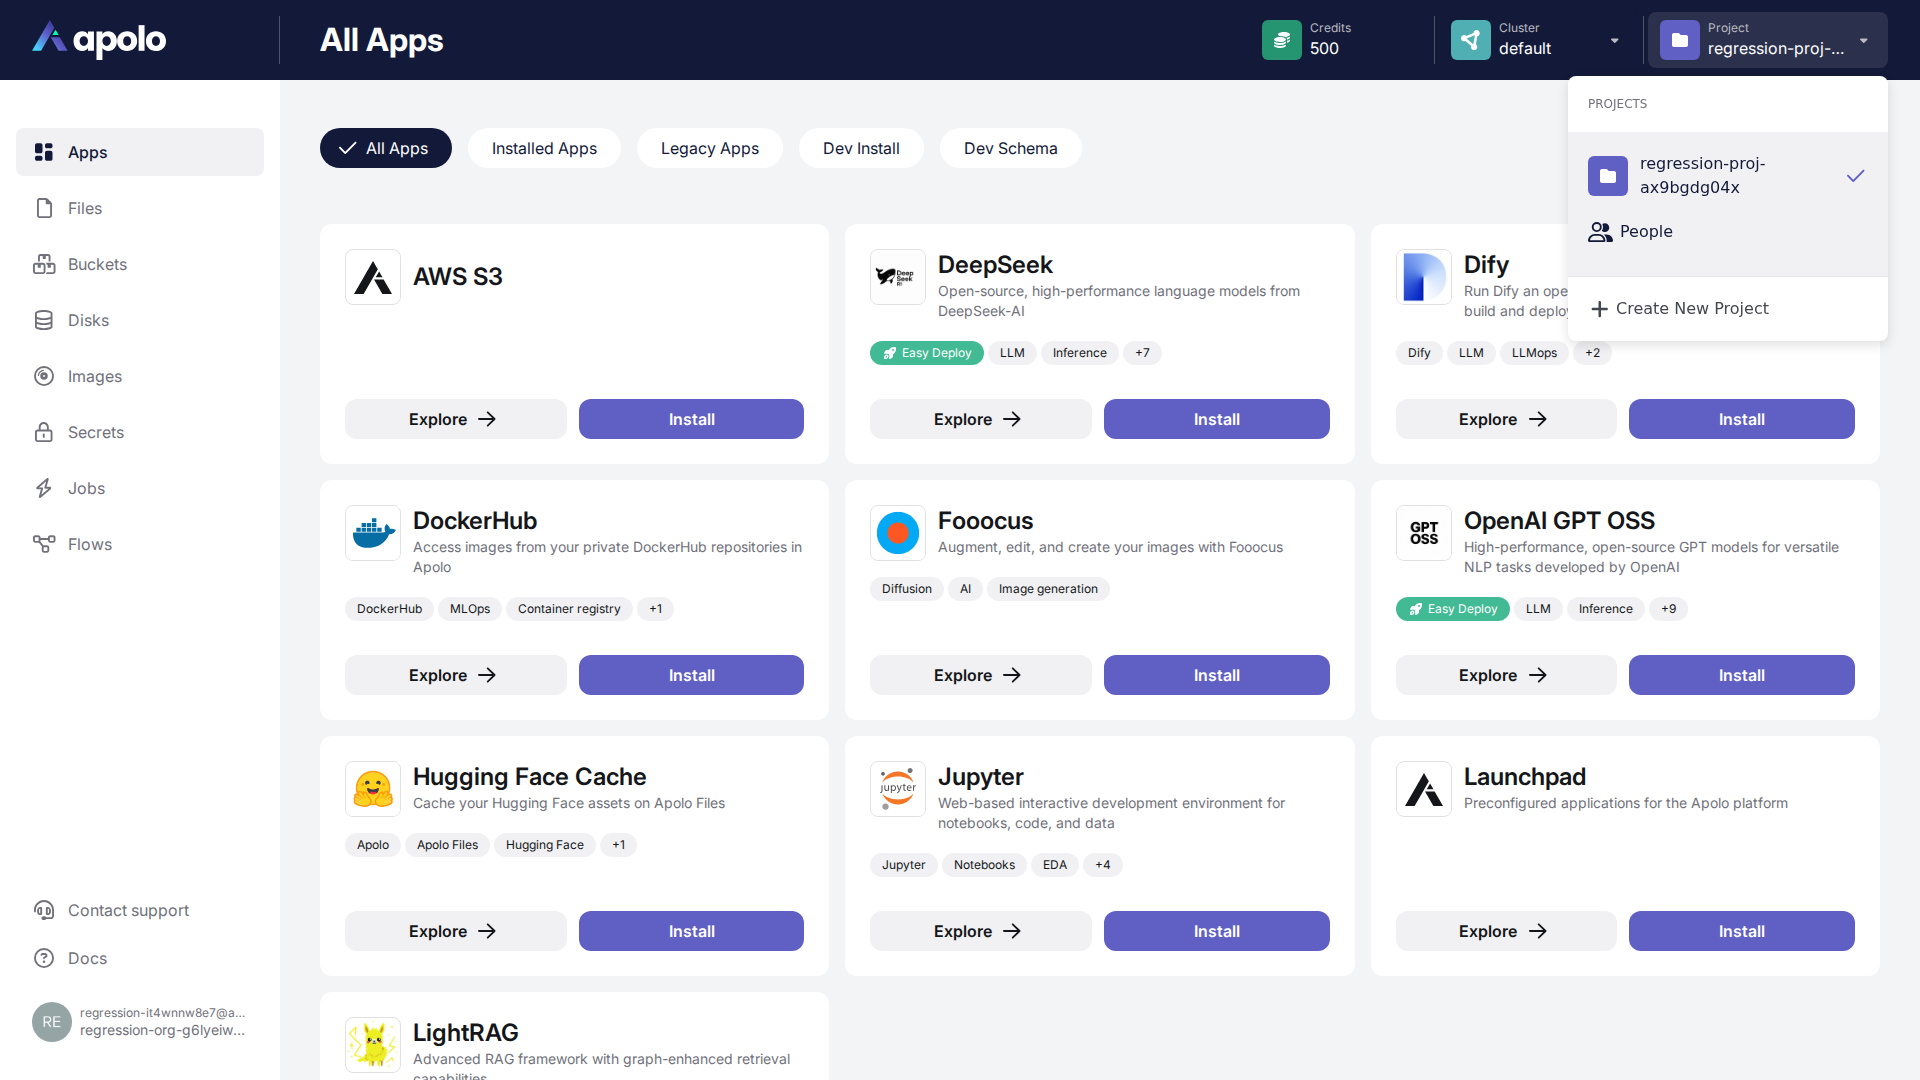 apolo
All Apps
Credits
500
Cluster
default
Project
regression-proj-...
PROJECTS
regression-proj-
ax9bgdg04x
People
Create New Project
Apps
Files
Buckets
Disks
Images
Secrets
Jobs
Flows
Contact support
Docs
RE
regression-it4wnnw8e7@a...
regression-org-g6lyeiw...
All Apps
Installed Apps
Legacy Apps
Dev Install
Dev Schema
AWS S3
Explore
Install
Deep
Seek
R1
DeepSeek
Open-source, high-performance language models from
DeepSeek-AI
Easy Deploy
LLM
Inference
+7
Explore
Install
Dify
Run Dify an ope
build and deploy
Dify
LLM
LLMops
+2
Explore
Install
DockerHub
Access images from your private DockerHub repositories in
Apolo
DockerHub
MLOps
Container registry
+1
Explore
Install
Fooocus
Augment, edit, and create your images with Fooocus
Diffusion
AI
Image generation
Explore
Install
GPT
OSS
OpenAI GPT OSS
High-performance, open-source GPT models for versatile
NLP tasks developed by OpenAI
Easy Deploy
LLM
Inference
+9
Explore
Install
Hugging Face Cache
Cache your Hugging Face assets on Apolo Files
Apolo
Apolo Files
Hugging Face
+1
Explore
Install
jupyter
Jupyter
Web-based interactive development environment for
notebooks, code, and data
Jupyter
Notebooks
EDA
+4
Explore
Install
Launchpad
Preconfigured applications for the Apolo platform
Explore
Install
LightRAG
Advanced RAG framework with graph-enhanced retrieval
capabilities